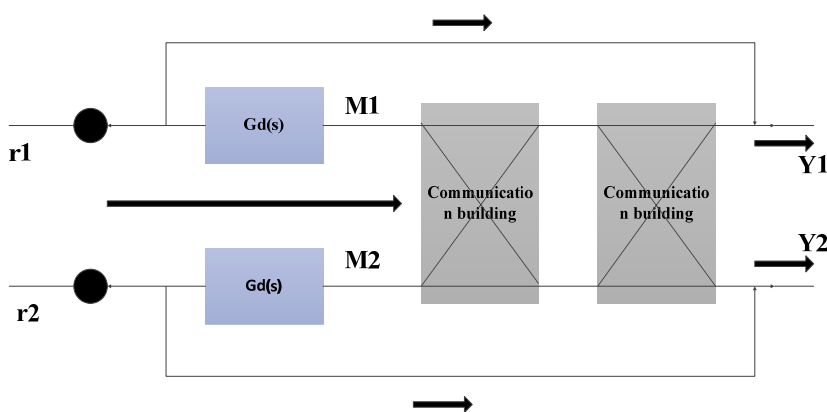 r1
Gd(s)
M1
Communicatio
n building
Communicatio
n building
Y1
r2
Gd(s)
M2
Y2